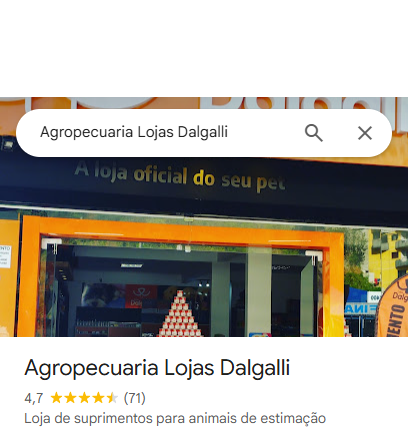 Dalgalli
Agropecuaria Lojas Dalgalli
A loja oficial do seu pet
Agropecuaria Lojas Dalgalli
4,7 (71)
Loja de suprimentos para animais de estimação